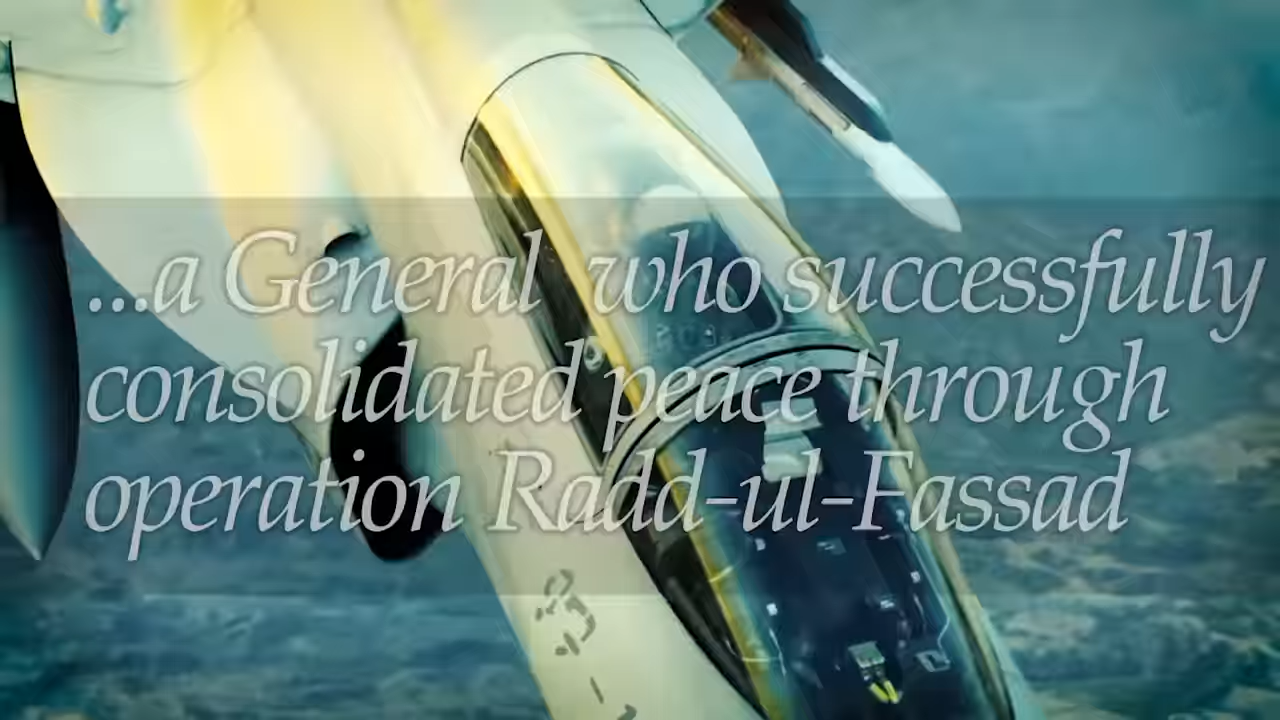 ...a General who successfully
consolidated peace through
operation Radd-ul-Fassad